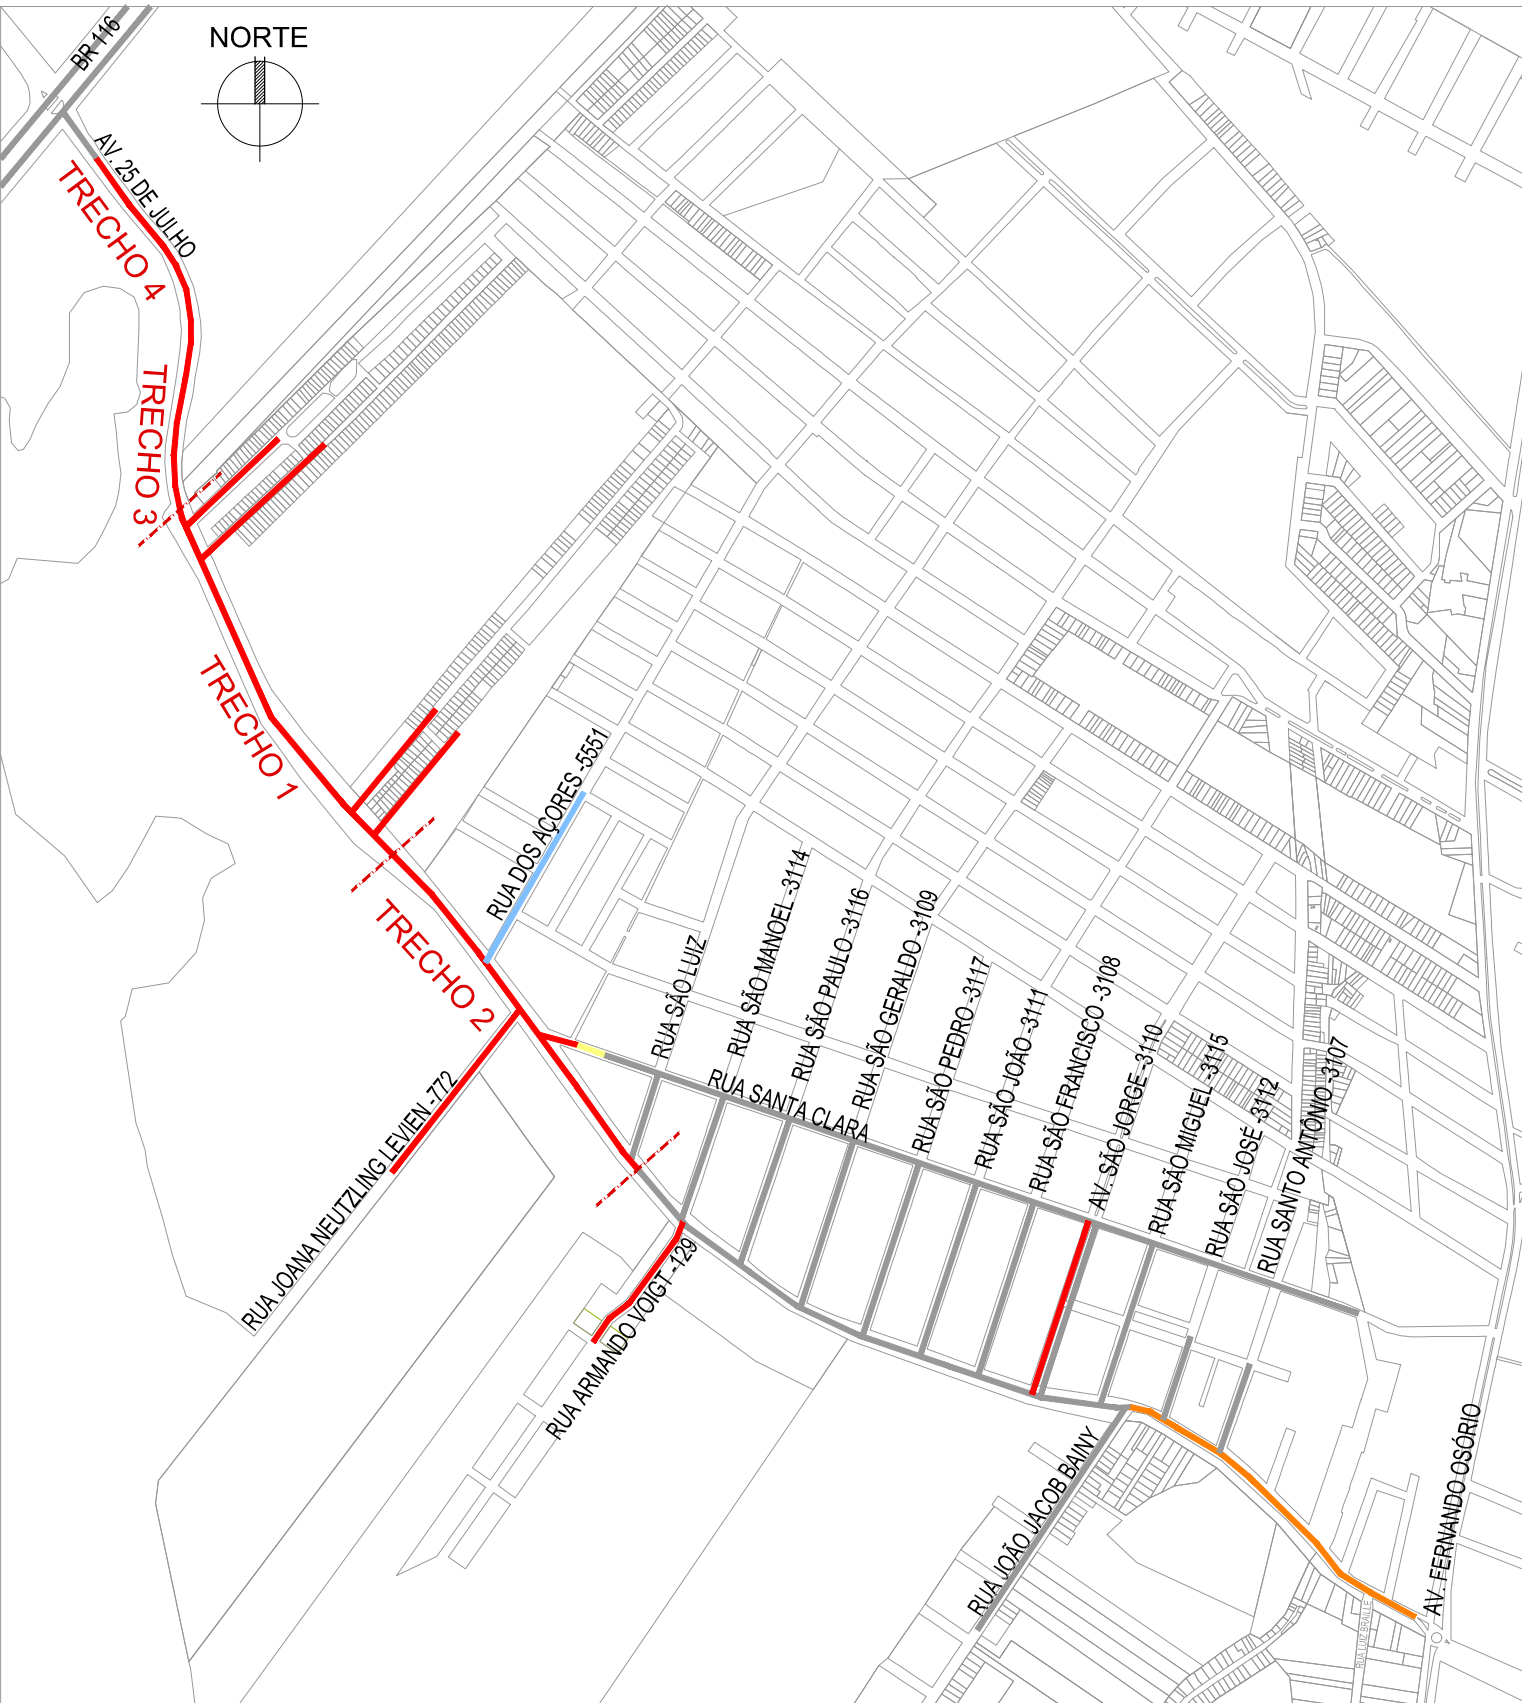 BR 116
NORTE
AV. 25 DE JULHO
TRECHO 4
TRECHO 3
TRECHO 1
TRECHO 2
RUA DOS AÇORES -5551
RUA SÃO LUIZ
RUA SÃO MANOEL -3114
RUA SÃO PAULO -3116
RUA SÃO GERALDO -3109
RUA SÃO PEDRO -3117
RUA SÃO JOÃO -3111
RUA SÃO FRANCISCO -3108
AV. SÃO JORGE -3110
RUA SÃO MIGUEL -3115
RUA SÃO JOSÉ -3112
RUA SANTO ANTÔNIO -3107
RUA SANTA CLARA
RUA JOANA NEUTZLING LEVIEN -772
RUA ARMANDO VOIGT -129
RUA JOÃO JACOB BAINY
AV. FERNANDO OSÓRIO
RUA LUIZ BRAILLE